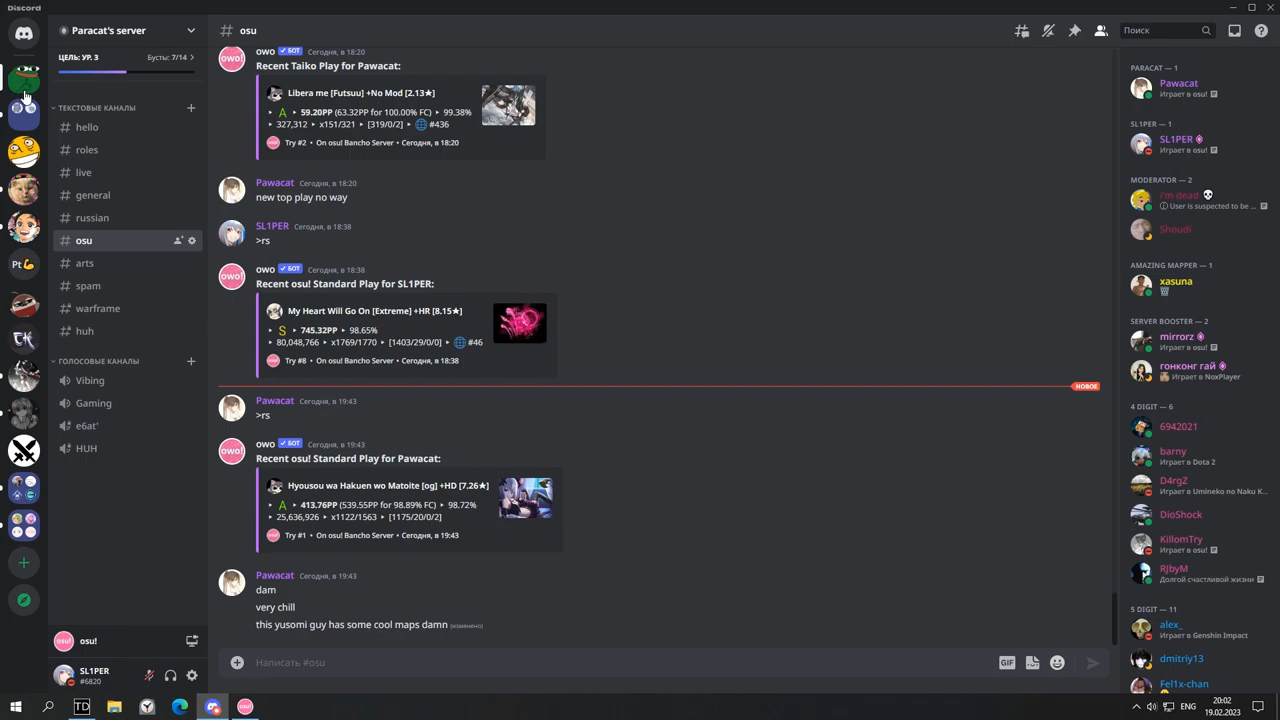 Discord
Paracat's server
ЦЕЛЬ: УР. 3
Бусты: 7/14
ТЕКСТОВЫЕ КАНАЛЫ
hello
roles
live
general
russian
osu
arts
spam
warframe
huh
ГОЛОСОВЫЕ КАНАЛЫ
Vibing
Gaming
e6at'
HUH
Pt💪
osu!
osu!
SL1PER
#6820
# osu
Поиск
owo! owo ✓ БОТ Сегодня, в 18:20
Recent Taiko Play for Pawacat:
Libera me [Futsuu] +No Mod [2.13★]
‣ A ‣ 59.20PP (63.32PP for 100.00% FC) ‣ 99.38%
‣ 327,312 ‣ x151/321 ‣ [319/0/2] ‣ 🌐 #436
Try #2 • On osu! Bancho Server • Сегодня, в 18:20
Pawacat Сегодня, в 18:20
new top play no way
SL1PER Сегодня, в 18:38
>rs
owo! owo ✓ БОТ Сегодня, в 18:38
Recent osu! Standard Play for SL1PER:
My Heart Will Go On [Extreme] +HR [8.15★]
‣ S ‣ 745.32PP ‣ 98.65%
‣ 80,048,766 ‣ x1769/1770 ‣ [1403/29/0/0] ‣ 🌐 #46
Try #8 • On osu! Bancho Server • Сегодня, в 18:38
НОВОЕ
Pawacat Сегодня, в 19:43
>rs
owo! owo ✓ БОТ Сегодня, в 19:43
Recent osu! Standard Play for Pawacat:
Hyousou wa Hakuen wo Matoite [og] +HD [7.26★]
‣ A ‣ 413.76PP (539.55PP for 98.89% FC) ‣ 98.72%
‣ 25,636,926 ‣ x1122/1563 ‣ [1175/20/0/2]
Try #1 • On osu! Bancho Server • Сегодня, в 19:43
Pawacat Сегодня, в 19:43
dam
very chill
this yusomi guy has some cool maps damn (изменено)
Написать #osu
GIF
PARACAT — 1
Pawacat
Играет в osu!
SL1PER — 1
SL1PER
Играет в osu!
MODERATOR — 2
i'm dead 💀
User is suspected to be ...
Shoudi
AMAZING MAPPER — 1
xasuna
SERVER BOOSTER — 2
mirrorz
Играет в osu!
гонконг гай
Играет в NoxPlayer
4 DIGIT — 6
6942021
barny
Играет в Dota 2
D4rgZ
Играет в Umineko no Naku K...
DioShock
KillomTry
Играет в osu!
RJbyM
Долгой счастливой жизни
5 DIGIT — 11
alex_
Играет в Genshin Impact
dmitriy13
Fel1x-chan
TD
osu!
ENG
20:02
19.02.2023